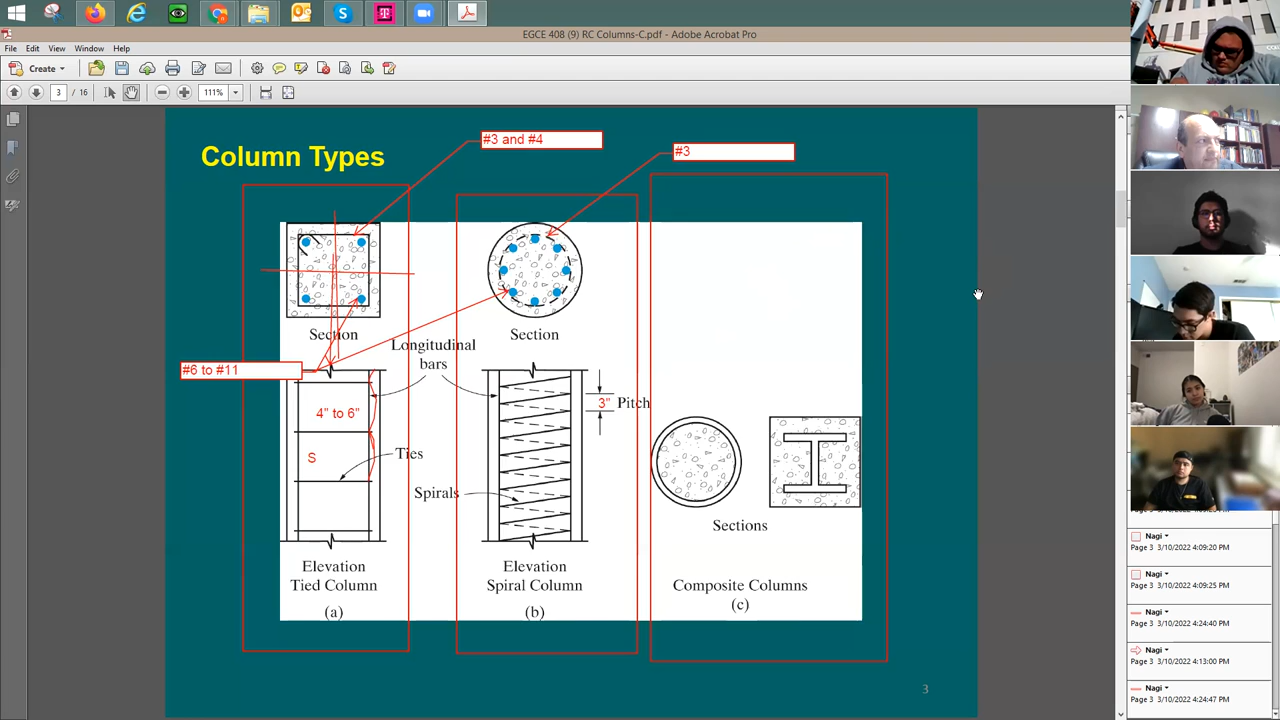 EGCE 408 (9) RC Columns-C.pdf - Adobe Acrobat Pro
File Edit View Window Help
Create
3 / 16
111%
Column Types
#3 and #4
#3
Section
Section
Longitudinal
bars
#6 to #11
4" to 6"
3" Pitch
S
Ties
Spirals
Sections
Elevation
Tied Column
(a)
Elevation
Spiral Column
(b)
Composite Columns
(c)
3
Nagi
Page 3 3/10/2022 4:09:20 PM
Nagi
Page 3 3/10/2022 4:09:25 PM
Nagi
Page 3 3/10/2022 4:24:40 PM
Nagi
Page 3 3/10/2022 4:13:00 PM
Nagi
Page 3 3/10/2022 4:24:47 PM